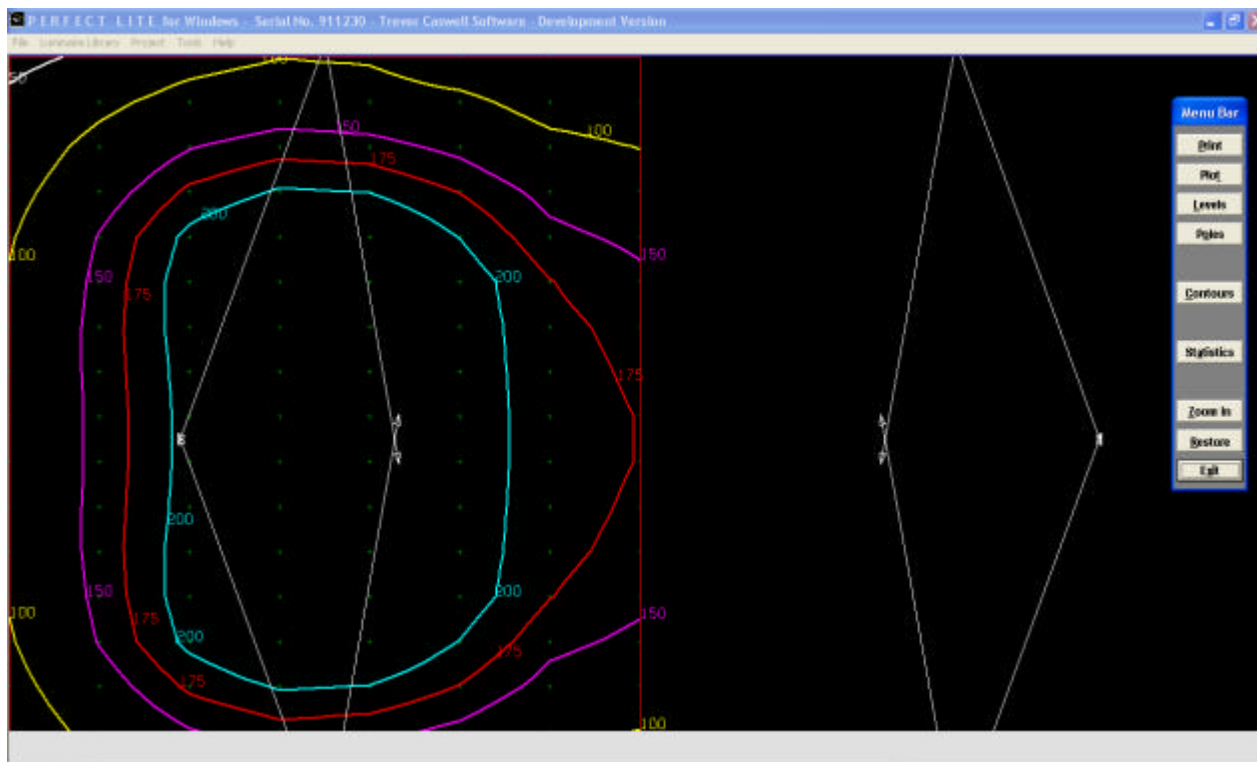 PERFECT LITE for Windows - Serial No. 911230 - Trevor Caswell Software - Development Version
File Luminaire Library Project Tools Help
50
100
100
150
175
200
100
150
200
150
175
175
200
200
150
200
150
100
175
200
175
175
150
100
Menu Bar
Print
Plot
Levels
Poles
Contours
Statistics
Zoom In
Restore
Exit